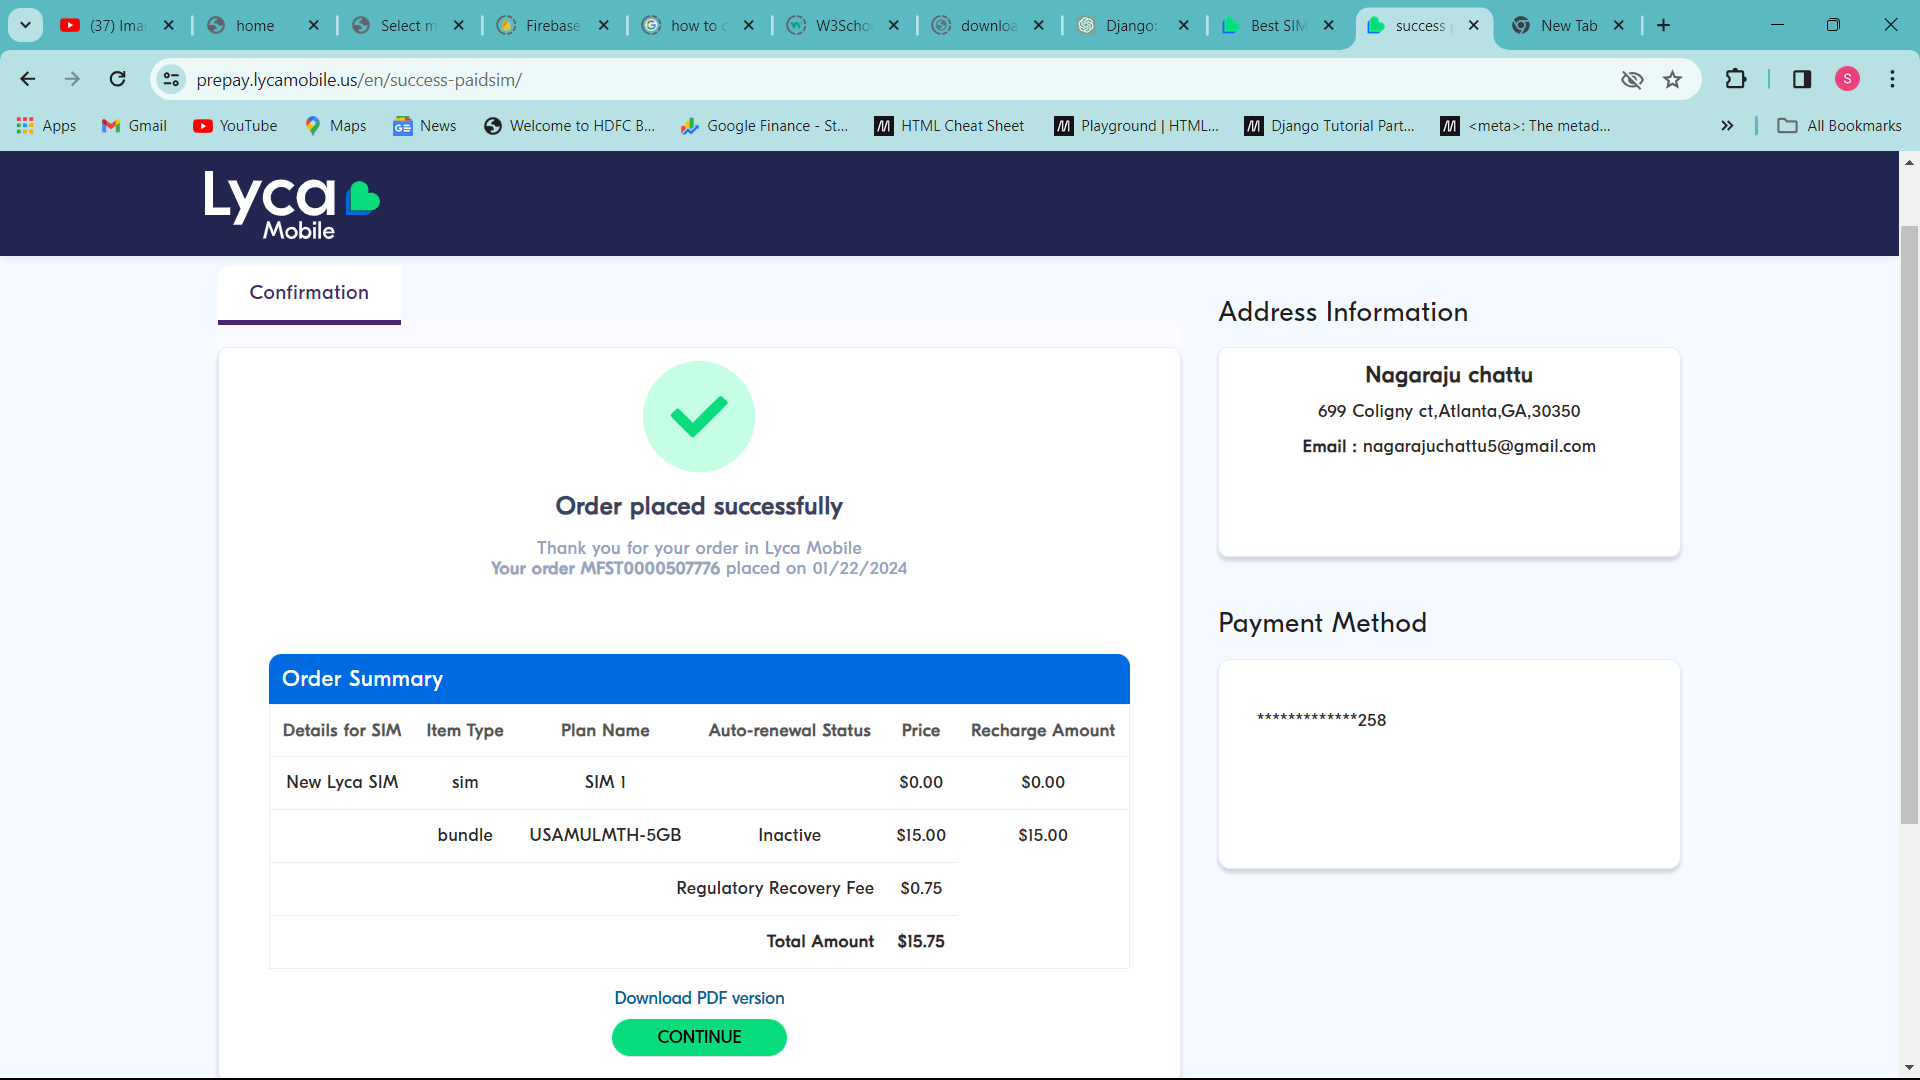 (37) Ima
home
Select m
Firebase
how to c
W3Scho
downloa
Django:
Best SIM
success
New Tab
prepay.lycamobile.us/en/success-paidsim/
S
Apps
Gmail
YouTube
Maps
News
Welcome to HDFC B...
Google Finance - St...
HTML Cheat Sheet
Playground | HTML...
Django Tutorial Part...
<meta>: The metad...
All Bookmarks
Lyca
Mobile
Confirmation
Order placed successfully
Thank you for your order in Lyca Mobile
Your order MFST0000507776 placed on 01/22/2024
Order Summary
Details for SIM Item Type Plan Name Auto-renewal Status Price Recharge Amount
New Lyca SIM sim SIM 1 $0.00 $0.00
bundle USAMULMTH-5GB Inactive $15.00 $15.00
Regulatory Recovery Fee $0.75
Total Amount $15.75
Download PDF version
CONTINUE
Address Information
Nagaraju chattu
699 Coligny ct,Atlanta,GA,30350
Email : nagarajuchattu5@gmail.com
Payment Method
*************258